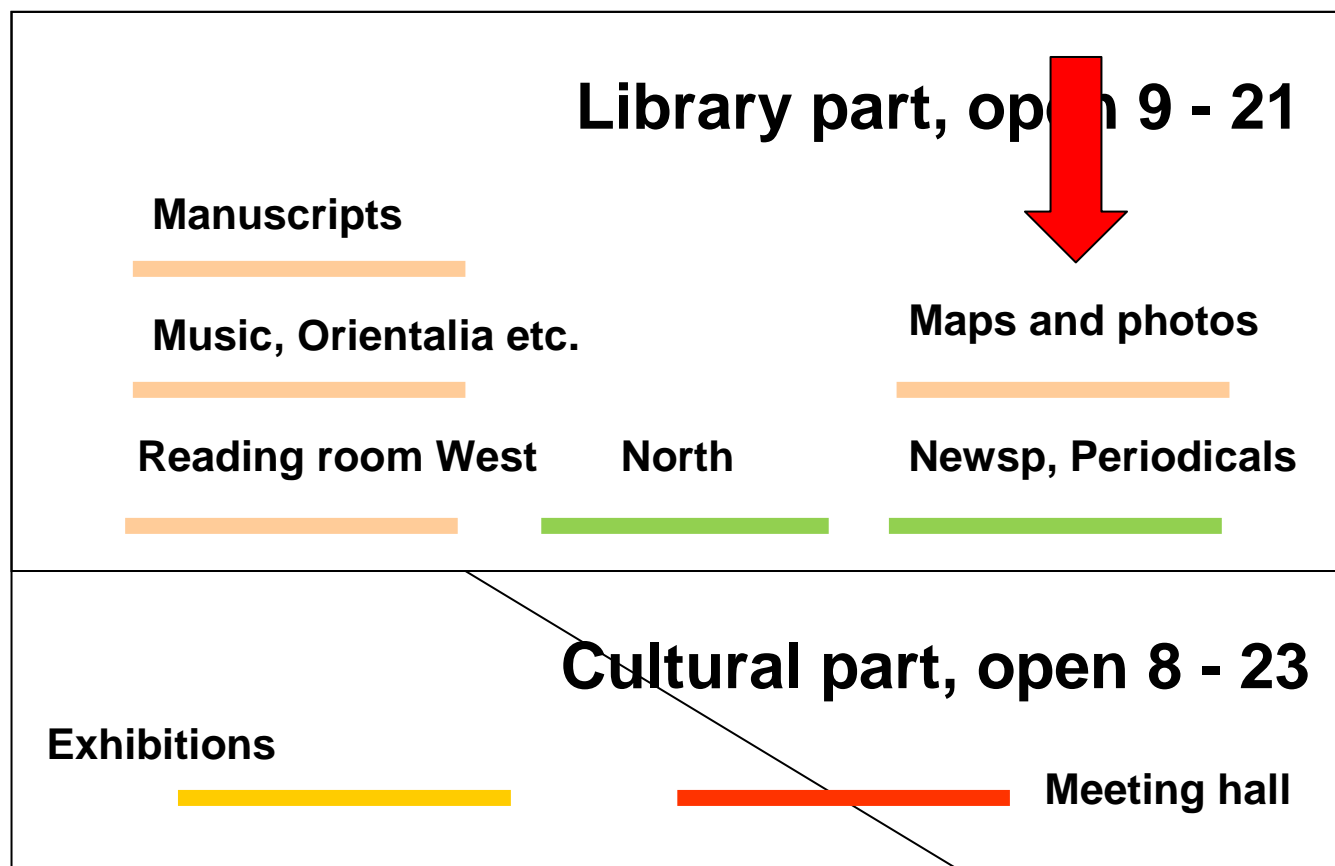 Library part, open 9 - 21
Manuscripts
Music, Orientalia etc.
Maps and photos
Reading room West
North
Newsp, Periodicals
Cultural part, open 8 - 23
Exhibitions
Meeting hall